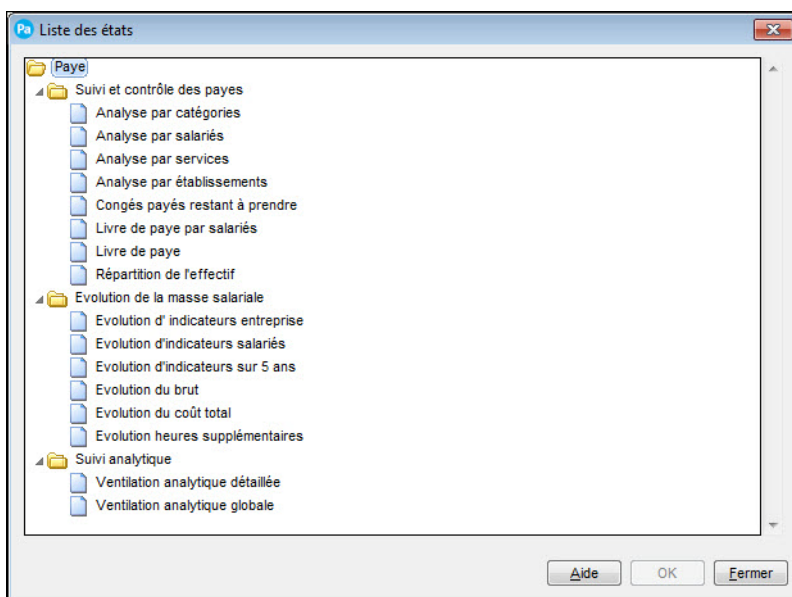 Pa Liste des états
Paye
Suivi et contrôle des payes
Analyse par catégories
Analyse par salariés
Analyse par services
Analyse par établissements
Congés payés restant à prendre
Livre de paye par salariés
Livre de paye
Répartition de l'effectif
Evolution de la masse salariale
Evolution d' indicateurs entreprise
Evolution d'indicateurs salariés
Evolution d'indicateurs sur 5 ans
Evolution du brut
Evolution du coût total
Evolution heures supplémentaires
Suivi analytique
Ventilation analytique détaillée
Ventilation analytique globale
Aide OK Fermer